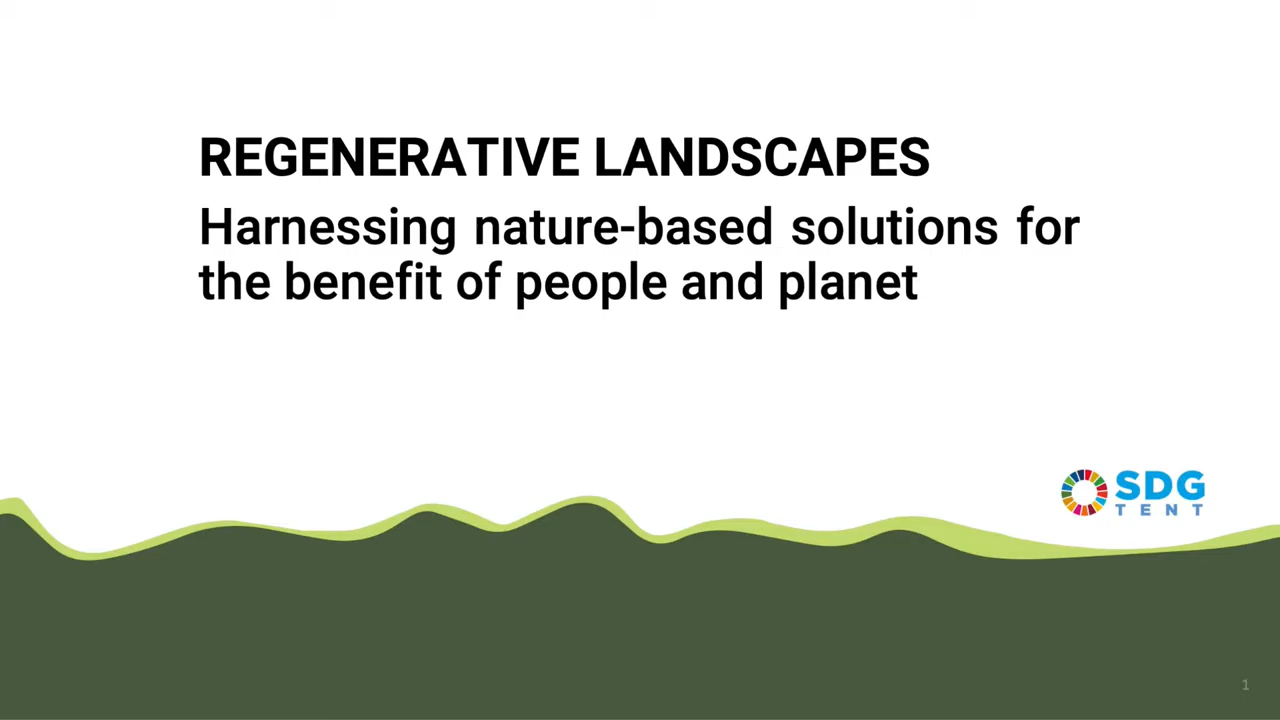 REGENERATIVE LANDSCAPES
Harnessing nature-based solutions for
the benefit of people and planet
SDG
TENT
1